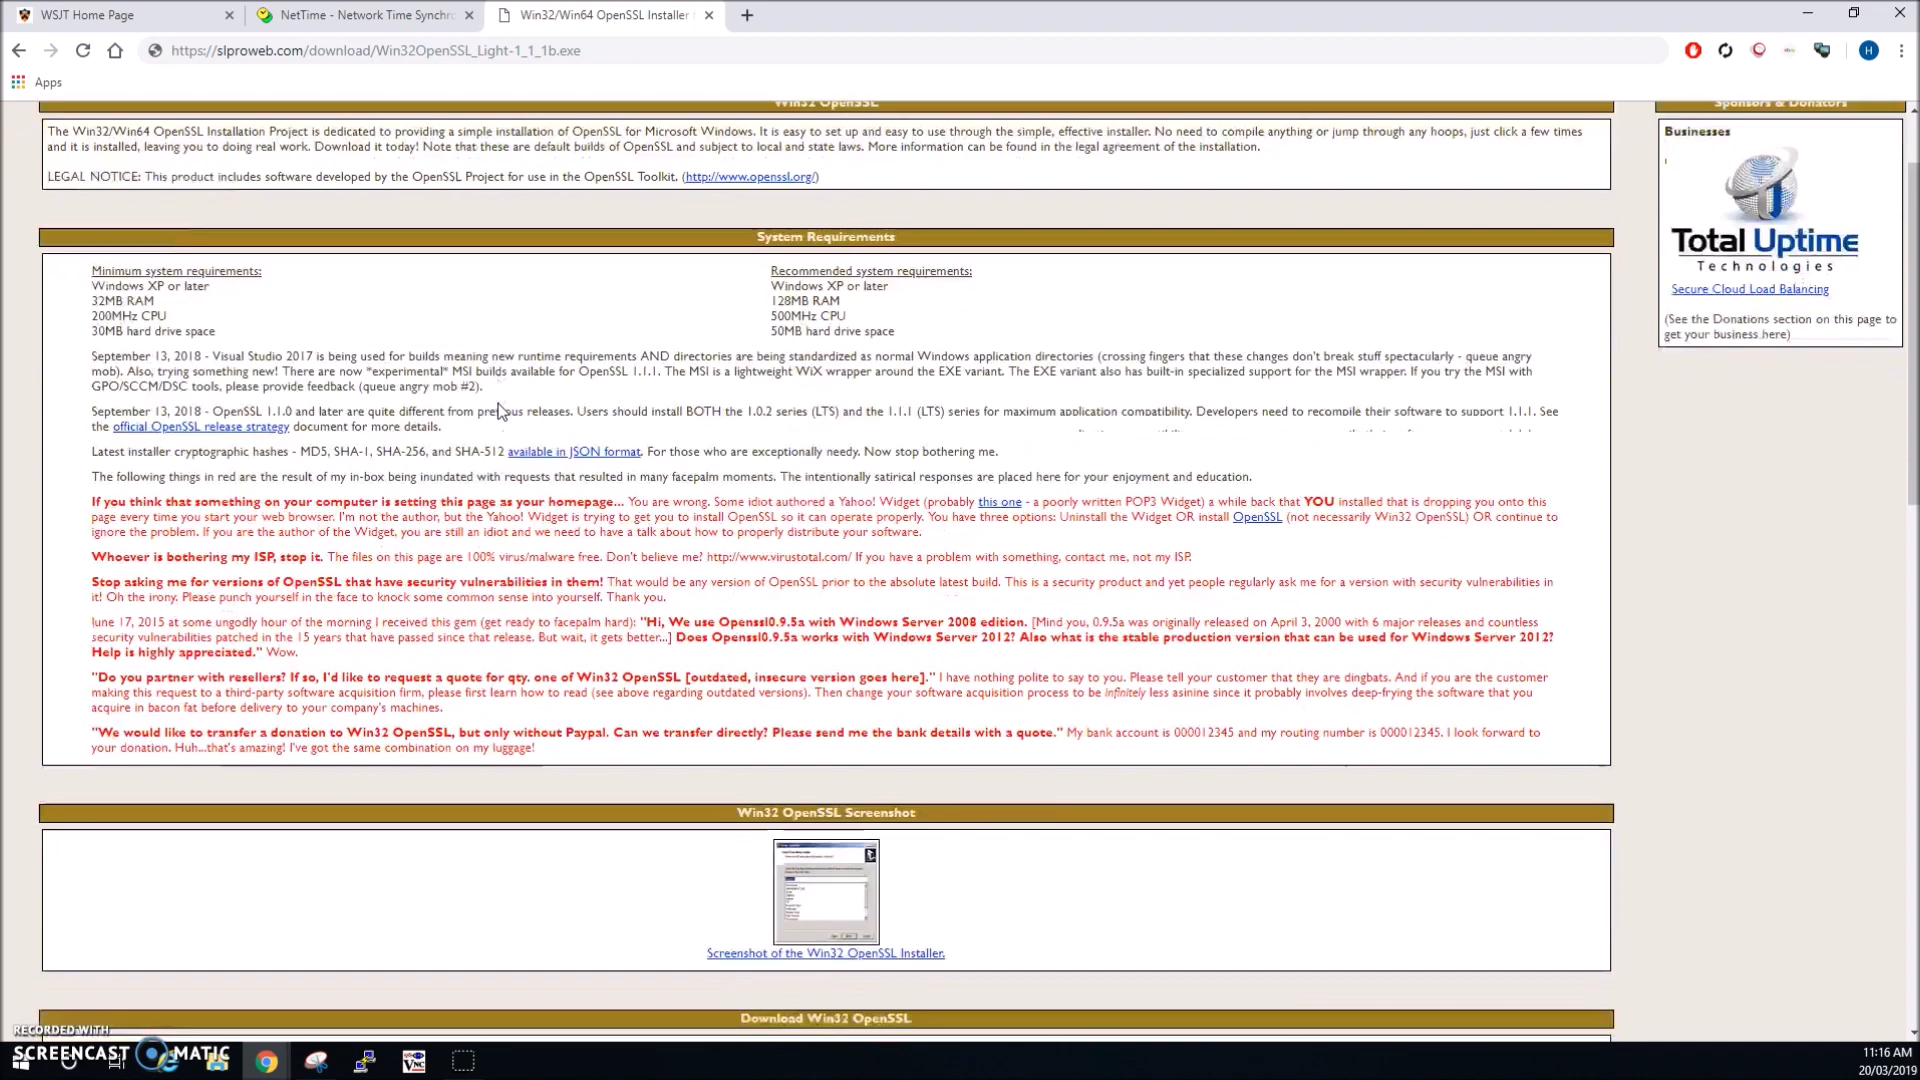 WSJT Home Page
NetTime - Network Time Synchro
Win32/Win64 OpenSSL Installer
https://slproweb.com/download/Win32OpenSSL_Light-1_1_1b.exe
H
Apps
Win32 OpenSSL
Sponsors & Donators
The Win32/Win64 OpenSSL Installation Project is dedicated to providing a simple installation of OpenSSL for Microsoft Windows. It is easy to set up and easy to use through the simple, effective installer. No need to compile anything or jump through any hoops, just click a few times
and it is installed, leaving you to doing real work. Download it today! Note that these are default builds of OpenSSL and subject to local and state laws. More information can be found in the legal agreement of the installation.
LEGAL NOTICE: This product includes software developed by the OpenSSL Project for use in the OpenSSL Toolkit. (http://www.openssl.org/)
Businesses
Total Uptime
Technologies
Secure Cloud Load Balancing
(See the Donations section on this page to
get your business here)
System Requirements
Minimum system requirements:
Windows XP or later
32MB RAM
200MHz CPU
30MB hard drive space
Recommended system requirements:
Windows XP or later
128MB RAM
500MHz CPU
50MB hard drive space
September 13, 2018 - Visual Studio 2017 is being used for builds meaning new runtime requirements AND directories are being standardized as normal Windows application directories (crossing fingers that these changes don't break stuff spectacularly - queue angry
mob). Also, trying something new! There are now *experimental* MSI builds available for OpenSSL 1.1.1. The MSI is a lightweight WiX wrapper around the EXE variant. The EXE variant also has built-in specialized support for the MSI wrapper. If you try the MSI with
GPO/SCCM/DSC tools, please provide feedback (queue angry mob #2).
September 13, 2018 - OpenSSL 1.1.0 and later are quite different from previous releases. Users should install BOTH the 1.0.2 series (LTS) and the 1.1.1 (LTS) series for maximum application compatibility. Developers need to recompile their software to support 1.1.1. See
the official OpenSSL release strategy document for more details.
Latest installer cryptographic hashes - MD5, SHA-1, SHA-256, and SHA-512 available in JSON format. For those who are exceptionally needy. Now stop bothering me.
The following things in red are the result of my in-box being inundated with requests that resulted in many facepalm moments. The intentionally satirical responses are placed here for your enjoyment and education.
If you think that something on your computer is setting this page as your homepage... You are wrong. Some idiot authored a Yahoo! Widget (probably this one - a poorly written POP3 Widget) a while back that YOU installed that is dropping you onto this
page every time you start your web browser. I'm not the author, but the Yahoo! Widget is trying to get you to install OpenSSL so it can operate properly. You have three options: Uninstall the Widget OR install OpenSSL (not necessarily Win32 OpenSSL) OR continue to
ignore the problem. If you are the author of the Widget, you are still an idiot and we need to have a talk about how to properly distribute your software.
Whoever is bothering my ISP, stop it. The files on this page are 100% virus/malware free. Don't believe me? http://www.virustotal.com/ If you have a problem with something, contact me, not my ISP.
Stop asking me for versions of OpenSSL that have security vulnerabilities in them! That would be any version of OpenSSL prior to the absolute latest build. This is a security product and yet people regularly ask me for a version with security vulnerabilities in
it! Oh the irony. Please punch yourself in the face to knock some common sense into yourself. Thank you.
June 17, 2015 at some ungodly hour of the morning I received this gem (get ready to facepalm hard): "Hi, We use Openssl0.9.5a with Windows Server 2008 edition. [Mind you, 0.9.5a was originally released on April 3, 2000 with 6 major releases and countless
security vulnerabilities patched in the 15 years that have passed since that release. But wait, it gets better...] Does Openssl0.9.5a works with Windows Server 2012? Also what is the stable production version that can be used for Windows Server 2012?
Help is highly appreciated." Wow.
"Do you partner with resellers? If so, I'd like to request a quote for qty. one of Win32 OpenSSL [outdated, insecure version goes here]." I have nothing polite to say to you. Please tell your customer that they are dingbats. And if you are the customer
making this request to a third-party software acquisition firm, please first learn how to read (see above regarding outdated versions). Then change your software acquisition process to be infinitely less asinine since it probably involves deep-frying the software that you
acquire in bacon fat before delivery to your company's machines.
"We would like to transfer a donation to Win32 OpenSSL, but only without Paypal. Can we transfer directly? Please send me the bank details with a quote." My bank account is 000012345 and my routing number is 000012345. I look forward to
your donation. Huh...that's amazing! I've got the same combination on my luggage!
Win32 OpenSSL Screenshot
Screenshot of the Win32 OpenSSL Installer.
Download Win32 OpenSSL
RECORDED WITH
SCREENCAST MATIC
VNC
11:16 AM
20/03/2019